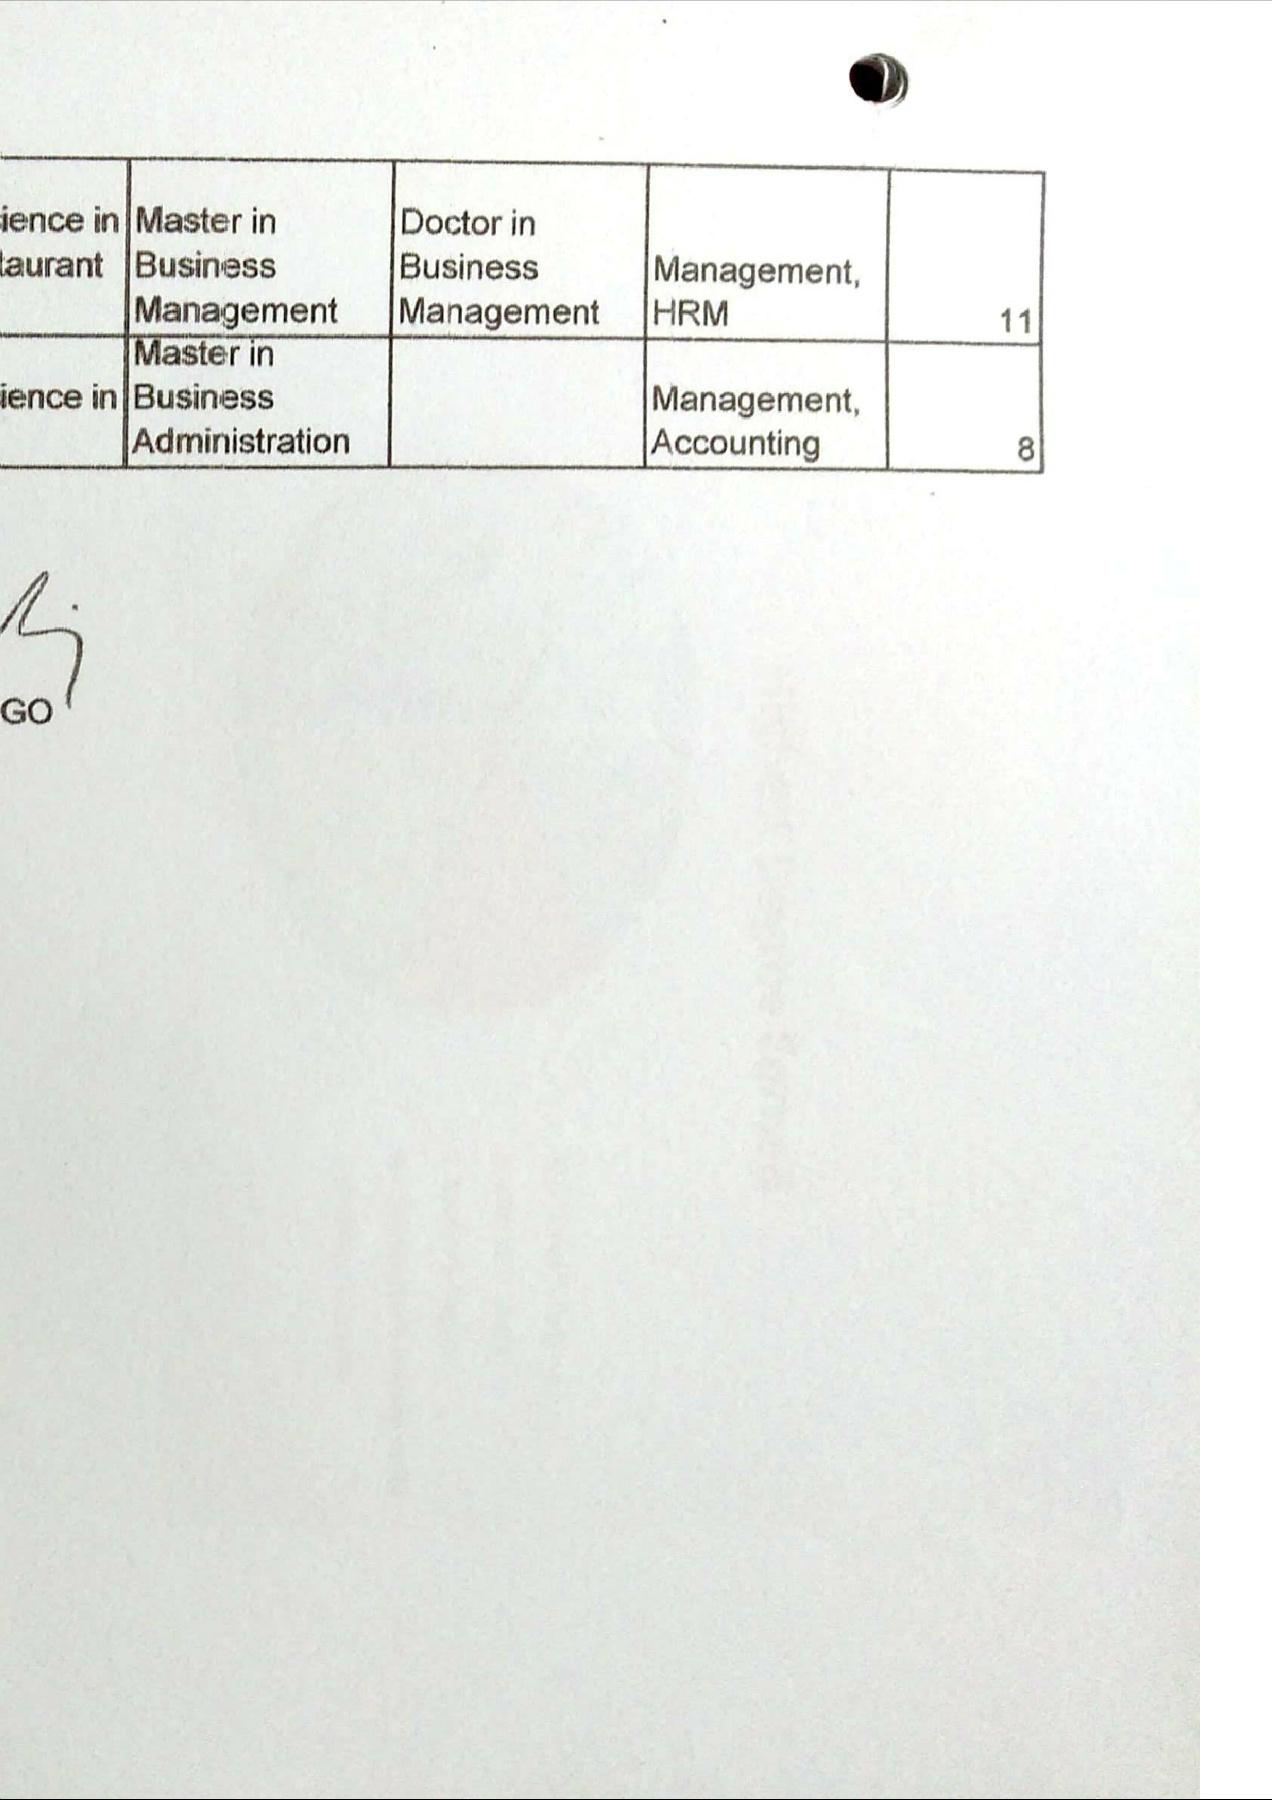 ience in
taurant
Master in
Business
Management
Doctor in
Business
Management
Management,
HRM
11
ience in
Master in
Business
Administration
Management,
Accounting
8
GO